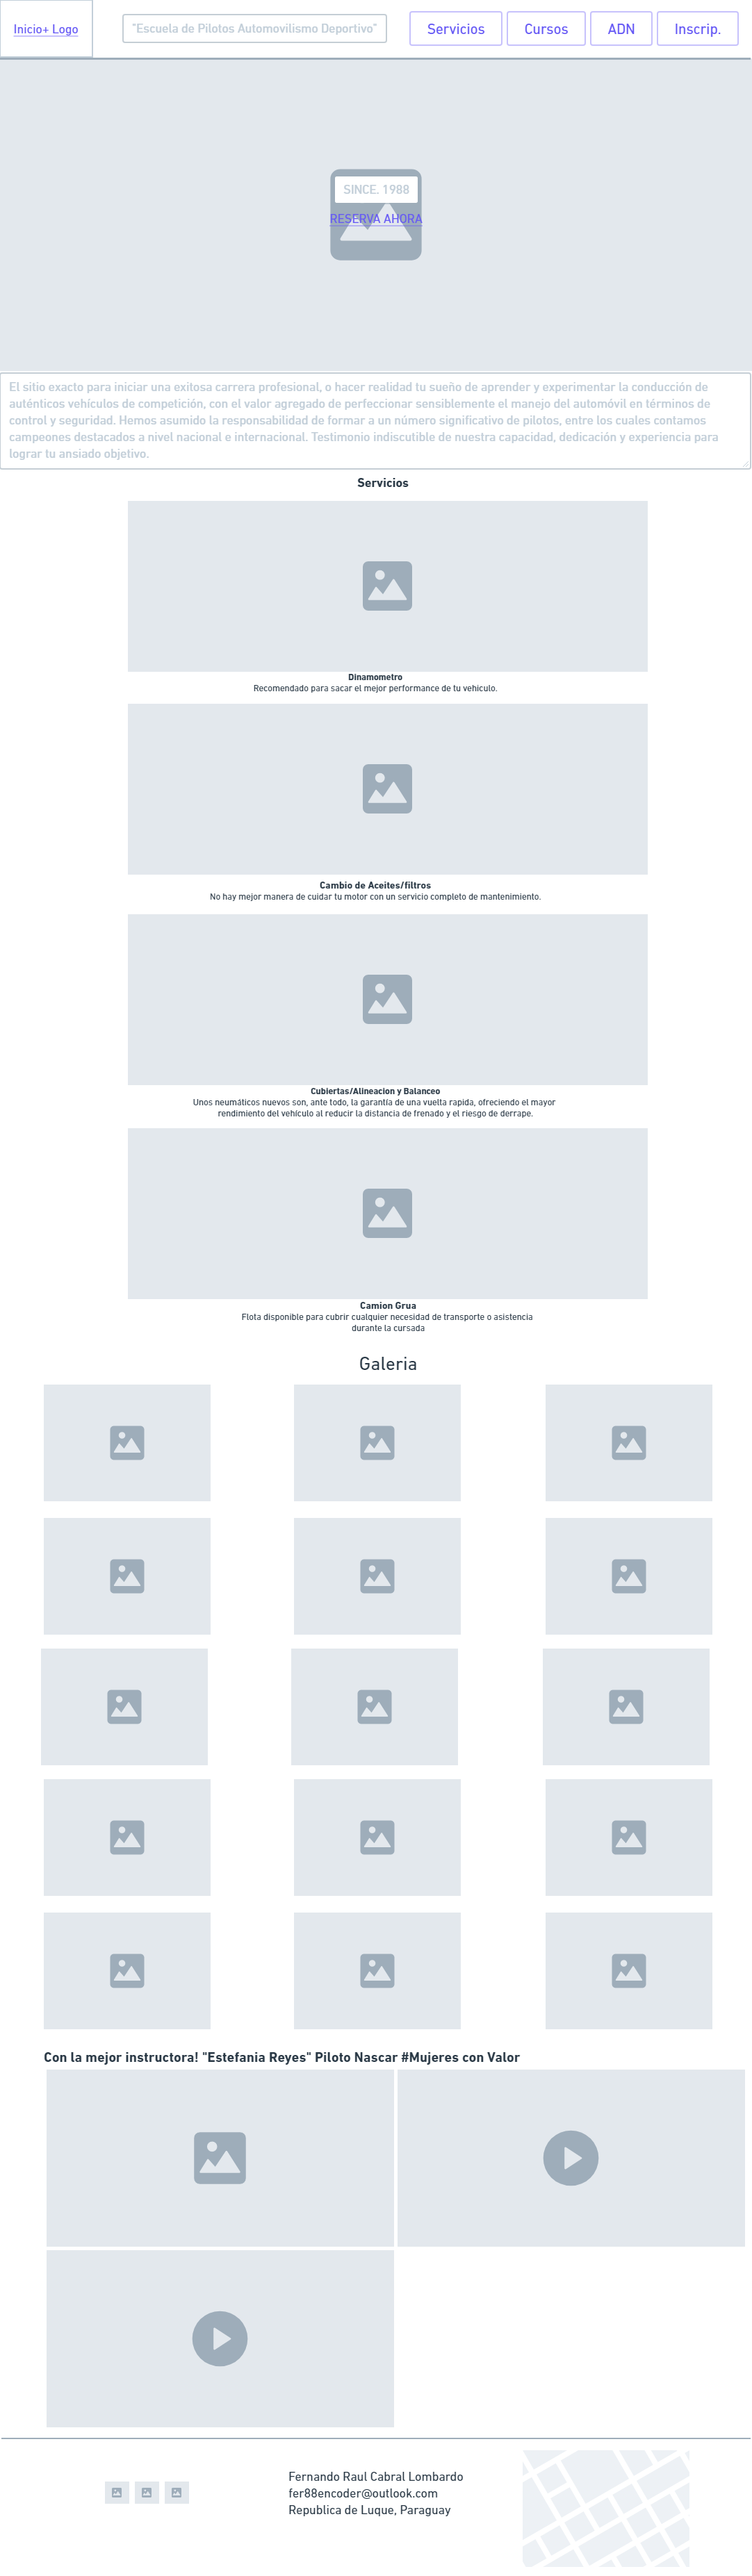 Inicio+ Logo
"Escuela de Pilotos Automovilismo Deportivo"
Servicios
Cursos
ADN
Inscrip.
SINCE. 1988
RESERVA AHORA
El sitio exacto para iniciar una exitosa carrera profesional, o hacer realidad tu sueño de aprender y experimentar la conducción de
auténticos vehículos de competición, con el valor agregado de perfeccionar sensiblemente el manejo del automóvil en términos de
control y seguridad. Hemos asumido la responsabilidad de formar a un número significativo de pilotos, entre los cuales contamos
campeones destacados a nivel nacional e internacional. Testimonio indiscutible de nuestra capacidad, dedicación y experiencia para
lograr tu ansiado objetivo.
Servicios
Dinamometro
Recomendado para sacar el mejor performance de tu vehiculo.
Cambio de Aceites/filtros
No hay mejor manera de cuidar tu motor con un servicio completo de mantenimiento.
Cubiertas/Alineacion y Balanceo
Unos neumáticos nuevos son, ante todo, la garantía de una vuelta rapida, ofreciendo el mayor
rendimiento del vehículo al reducir la distancia de frenado y el riesgo de derrape.
Camion Grua
Flota disponible para cubrir cualquier necesidad de transporte o asistencia
durante la cursada
Galeria
Con la mejor instructora! "Estefania Reyes" Piloto Nascar #Mujeres con Valor
Fernando Raul Cabral Lombardo
fer88encoder@outlook.com
Republica de Luque, Paraguay